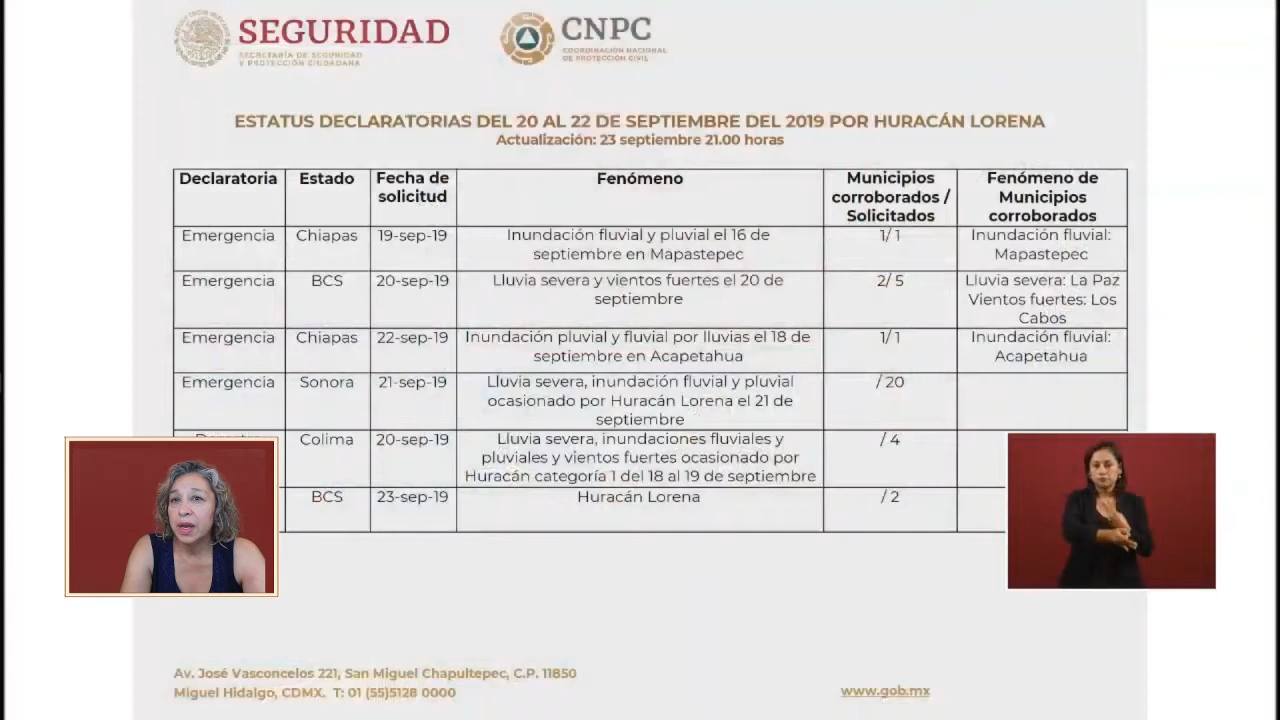 SEGURIDAD
SECRETARÍA DE SEGURIDAD
Y PROTECCIÓN CIUDADANA
CNPC
COORDINACIÓN NACIONAL
DE PROTECCIÓN CIVIL
ESTATUS DECLARATORIAS DEL 20 AL 22 DE SEPTIEMBRE DEL 2019 POR HURACÁN LORENA
Actualización: 23 septiembre 21.00 horas
Declaratoria Estado Fecha de solicitud Fenómeno Municipios corroborados / Solicitados Fenómeno de Municipios corroborados
Emergencia Chiapas 19-sep-19 Inundación fluvial y pluvial el 16 de septiembre en Mapastepec 1/ 1 Inundación fluvial: Mapastepec
Emergencia BCS 20-sep-19 Lluvia severa y vientos fuertes el 20 de septiembre 2/ 5 Lluvia severa: La Paz Vientos fuertes: Los Cabos
Emergencia Chiapas 22-sep-19 Inundación pluvial y fluvial por lluvias el 18 de septiembre en Acapetahua 1/ 1 Inundación fluvial: Acapetahua
Emergencia Sonora 21-sep-19 Lluvia severa, inundación fluvial y pluvial ocasionado por Huracán Lorena el 21 de septiembre / 20
Colima 20-sep-19 Lluvia severa, inundaciones fluviales y pluviales y vientos fuertes ocasionado por Huracán categoría 1 del 18 al 19 de septiembre / 4
BCS 23-sep-19 Huracán Lorena / 2
Av. José Vasconcelos 221, San Miguel Chapultepec, C.P. 11850
Miguel Hidalgo, CDMX. T: 01 (55)5128 0000
www.gob.mx